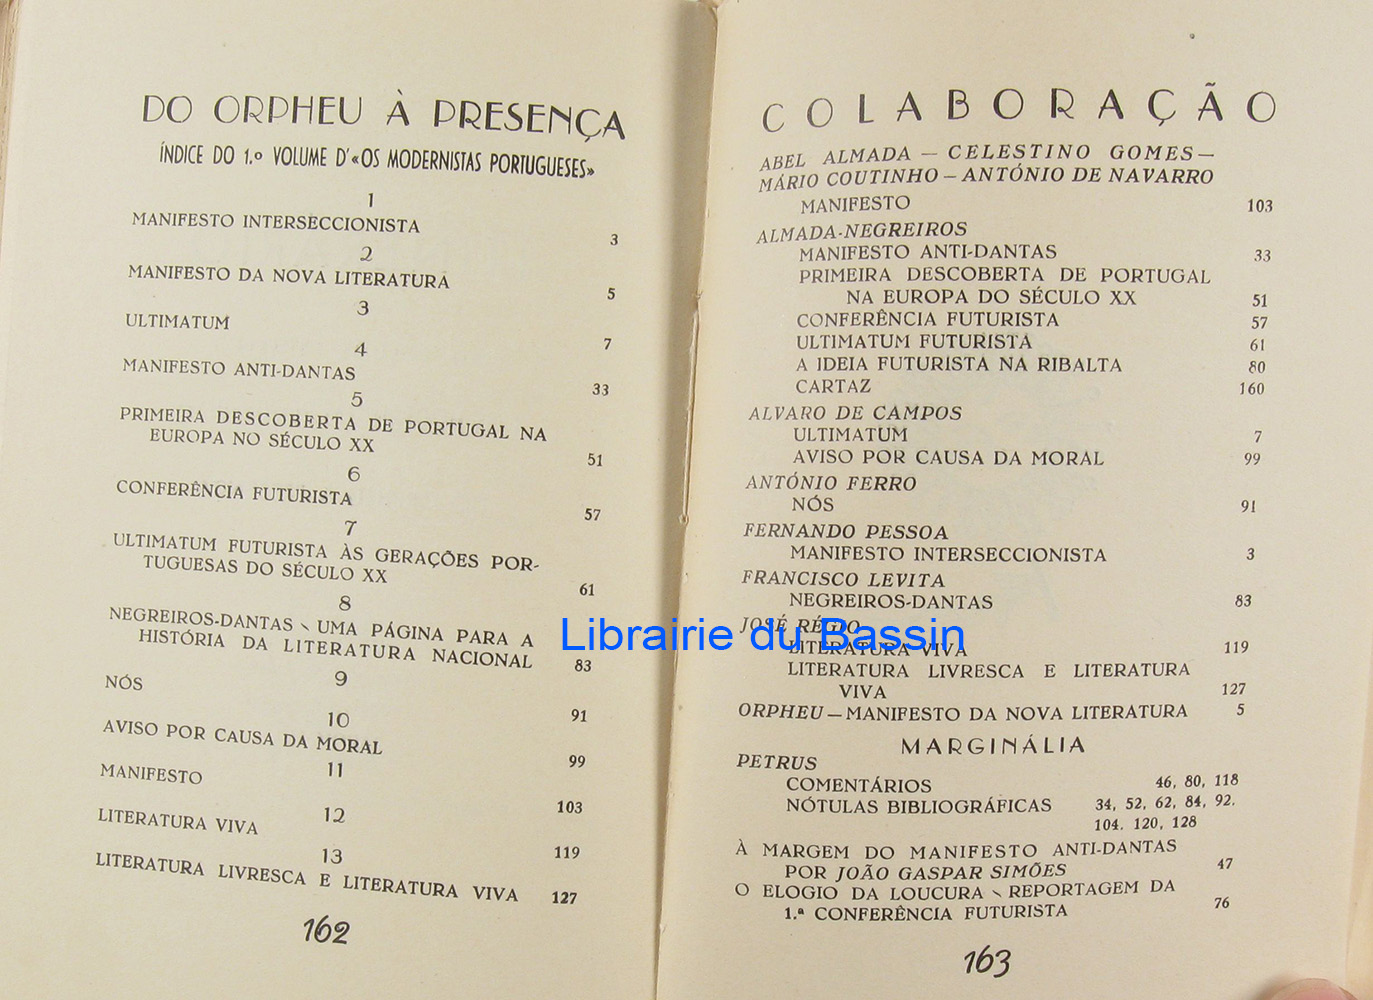 DO ORPHEU À PRESENÇA
ÍNDICE DO 1.º VOLUME D'«OS MODERNISTAS PORTUGUESES»
1
MANIFESTO INTERSECCIONISTA 3
2
MANIFESTO DA NOVA LITERATURA 5
3
ULTIMATUM 7
4
MANIFESTO ANTI-DANTAS 33
5
PRIMEIRA DESCOBERTA DE PORTUGAL NA
EUROPA NO SÉCULO XX 51
6
CONFERÊNCIA FUTURISTA 57
7
ULTIMATUM FUTURISTA ÀS GERAÇÕES POR-
TUGUESAS DO SÉCULO XX 61
8
NEGREIROS-DANTAS \ UMA PÁGINA PARA A
HISTÓRIA DA LITERATURA NACIONAL 83
9
NÓS 91
10
AVISO POR CAUSA DA MORAL 99
11
MANIFESTO 103
12
LITERATURA VIVA 119
13
LITERATURA LIVRESCA E LITERATURA VIVA 127
162
COLABORAÇÃO
ABEL ALMADA — CELESTINO GOMES —
MÁRIO COUTINHO — ANTÓNIO DE NAVARRO
MANIFESTO 103
ALMADA-NEGREIROS
MANIFESTO ANTI-DANTAS 33
PRIMEIRA DESCOBERTA DE PORTUGAL
NA EUROPA DO SÉCULO XX 51
CONFERÊNCIA FUTURISTA 57
ULTIMATUM FUTURISTA 61
A IDEIA FUTURISTA NA RIBALTA 80
CARTAZ 160
ALVARO DE CAMPOS
ULTIMATUM 7
AVISO POR CAUSA DA MORAL 99
ANTÓNIO FERRO
NÓS 91
FERNANDO PESSOA
MANIFESTO INTERSECCIONISTA 3
FRANCISCO LEVITA
NEGREIROS-DANTAS 83
JOSÉ RÉGIO
LITERATURA VIVA 119
LITERATURA LIVRESCA E LITERATURA
VIVA 127
ORPHEU — MANIFESTO DA NOVA LITERATURA 5
MARGINÁLIA
PETRUS
COMENTÁRIOS 46, 80, 118
NÓTULAS BIBLIOGRÁFICAS 34, 52, 62, 84, 92.
104. 120, 128
À MARGEM DO MANIFESTO ANTI-DANTAS
POR JOÃO GASPAR SIMÕES 47
O ELOGIO DA LOUCURA \ REPORTAGEM DA
1.ª CONFERÊNCIA FUTURISTA 76
163
Librairie du Bassin